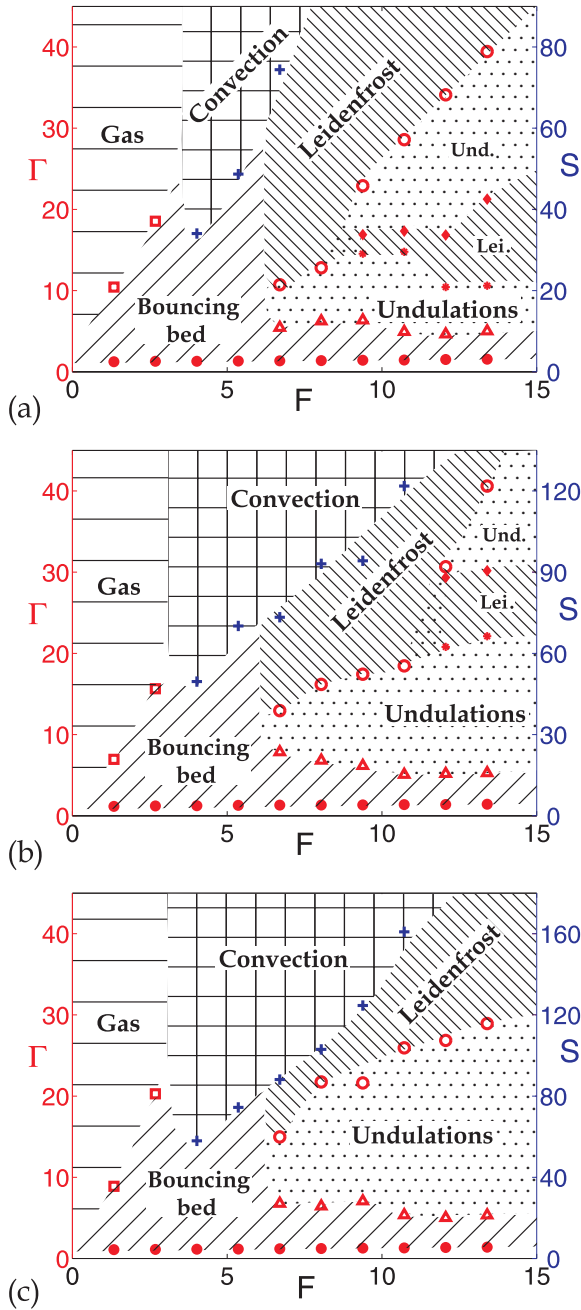 40
30
20
10
0
Γ
80
60
40
20
0
S
Gas
Convection
Leidenfrost
Und.
Lei.
Bouncing
bed
Undulations
0
5
10
15
F
(a)
40
30
20
10
0
Γ
120
90
60
30
0
S
Convection
Gas
Leidenfrost
Und.
Lei.
Undulations
Bouncing
bed
0
5
10
15
F
(b)
40
30
20
10
0
Γ
160
120
80
40
0
S
Convection
Leidenfrost
Gas
Undulations
Bouncing
bed
0
5
10
15
F
(c)